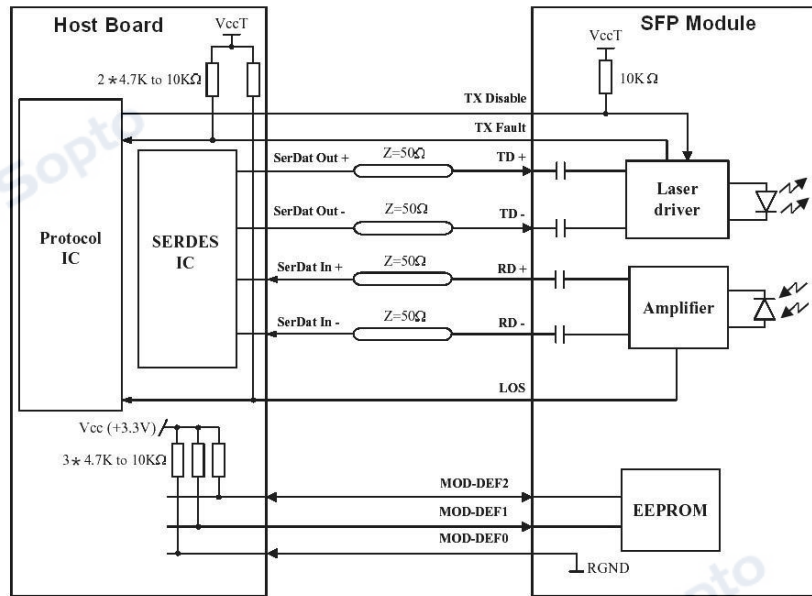 Host Board
SFP Module
VccT
VccT
2*4.7K to 10KΩ
10KΩ
TX Disable
TX Fault
SerDat Out +
Z=50Ω
TD +
SerDat Out -
Z=50Ω
TD -
SerDat In +
Z=50Ω
RD +
SerDat In -
Z=50Ω
RD -
Protocol
IC
SERDES
IC
Laser
driver
Amplifier
LOS
Vcc (+3.3V)
3*4.7K to 10KΩ
MOD-DEF2
MOD-DEF1
MOD-DEF0
EEPROM
RGND
Sopto
Sopto